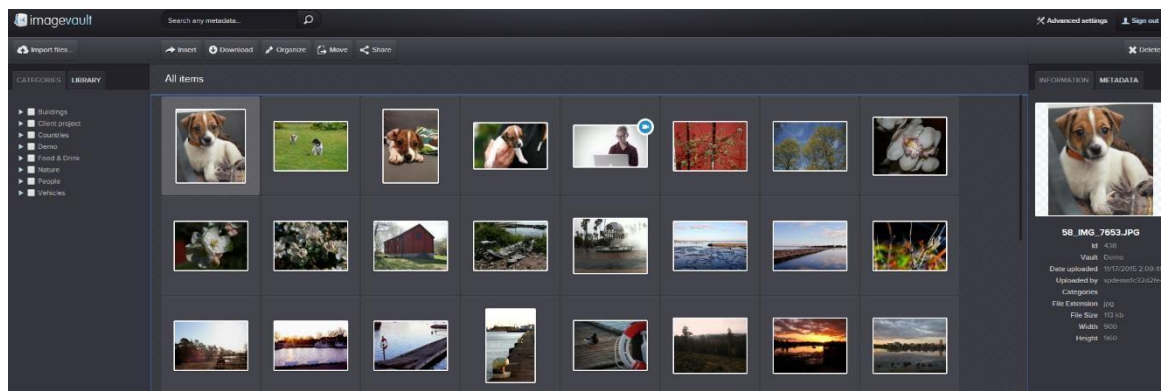 imagevault
Search any metadata...
Advanced settings
Sign out
Import files...
Insert
Download
Organize
Move
Share
Delete
CATEGORIES
LIBRARY
All items
INFORMATION
METADATA
Buildings
Client project
Countries
Demo
Food & Drink
Nature
People
Vehicles
58_IMG_7653.JPG
Id 438
Vault Demo
Date uploaded 11/17/2015 2:09:4
Uploaded by
Categories
File Extension jpg
File Size 113 kb
Width 900
Height 960